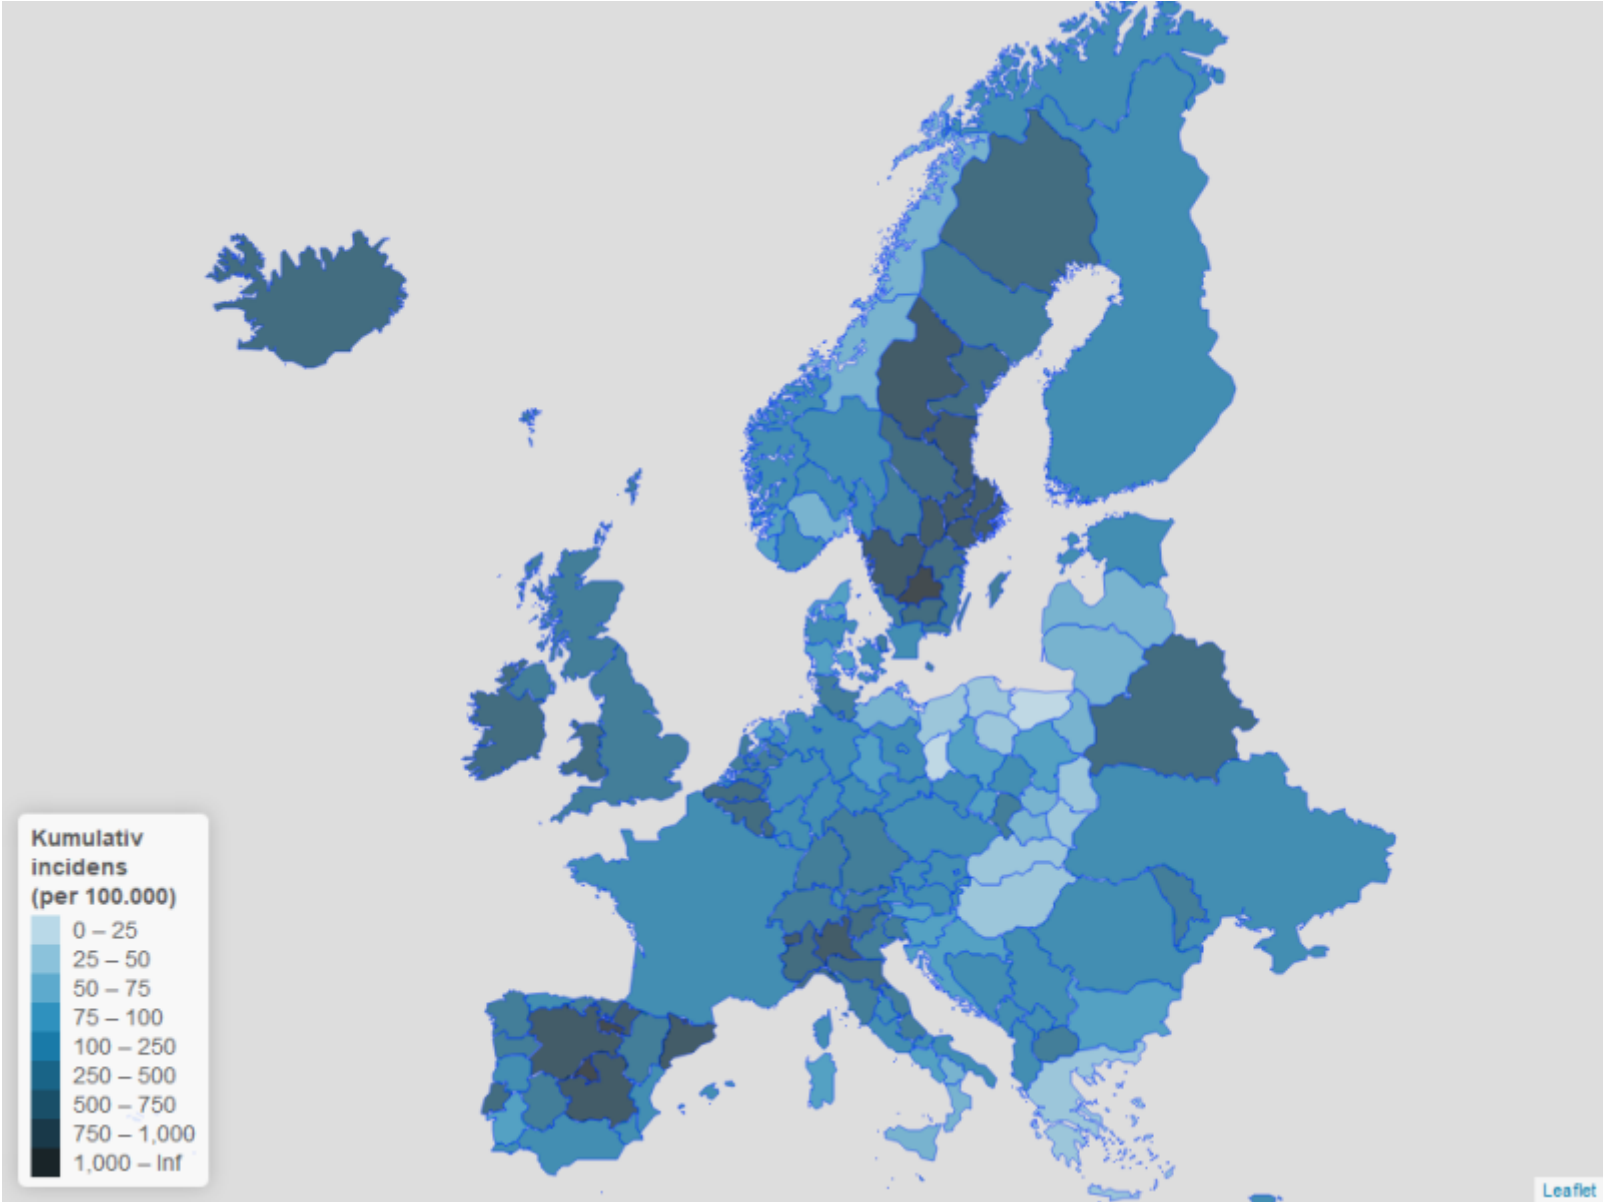 Kumulativ
incidens
(per 100.000)
0 – 25
25 – 50
50 – 75
75 – 100
100 – 250
250 – 500
500 – 750
750 – 1,000
1,000 – Inf
Leaflet